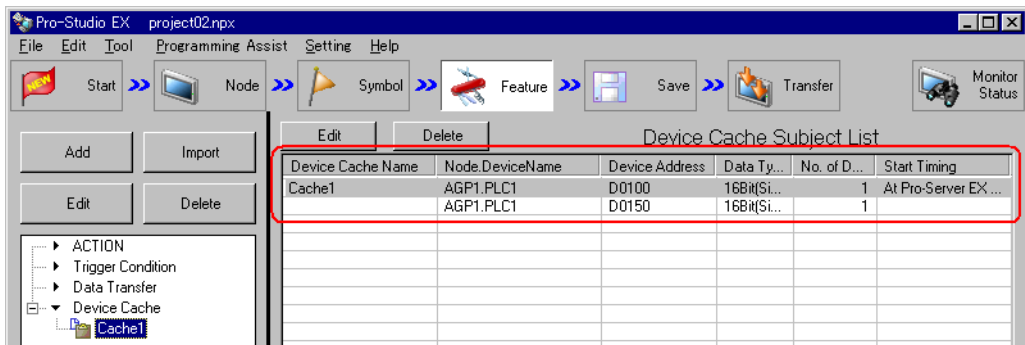 Pro-Studio EX project02.npx
File Edit Tool Programming Assist Setting Help
NEW Start Node Symbol Feature Save Transfer Monitor Status
Add Import
Edit Delete
ACTION
Trigger Condition
Data Transfer
Device Cache
Cache1
Edit Delete Device Cache Subject List
Device Cache Name Node.DeviceName Device Address Data Ty... No. of D... Start Timing
Cache1 AGP1.PLC1 D0100 16Bit(Si... 1 At Pro-Server EX ...
AGP1.PLC1 D0150 16Bit(Si... 1